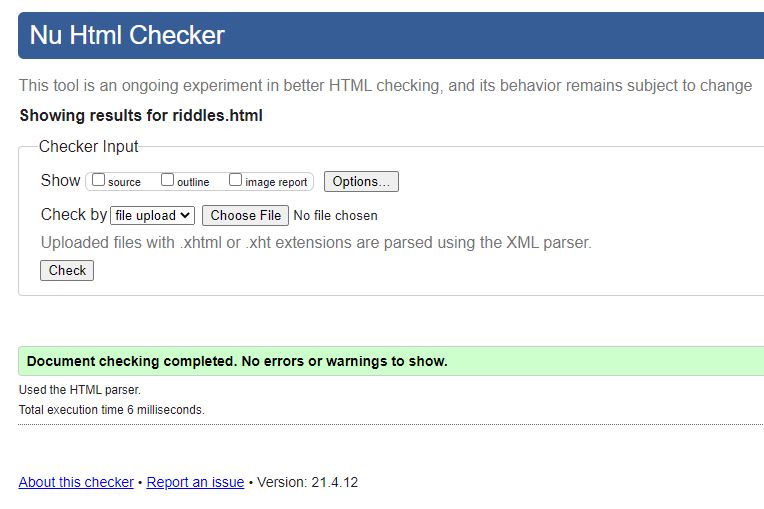 Nu Html Checker
This tool is an ongoing experiment in better HTML checking, and its behavior remains subject to change
Showing results for riddles.html
Checker Input
Show source outline image report Options...
Check by file upload Choose File No file chosen
Uploaded files with .xhtml or .xht extensions are parsed using the XML parser.
Check
Document checking completed. No errors or warnings to show.
Used the HTML parser.
Total execution time 6 milliseconds.
About this checker • Report an issue • Version: 21.4.12